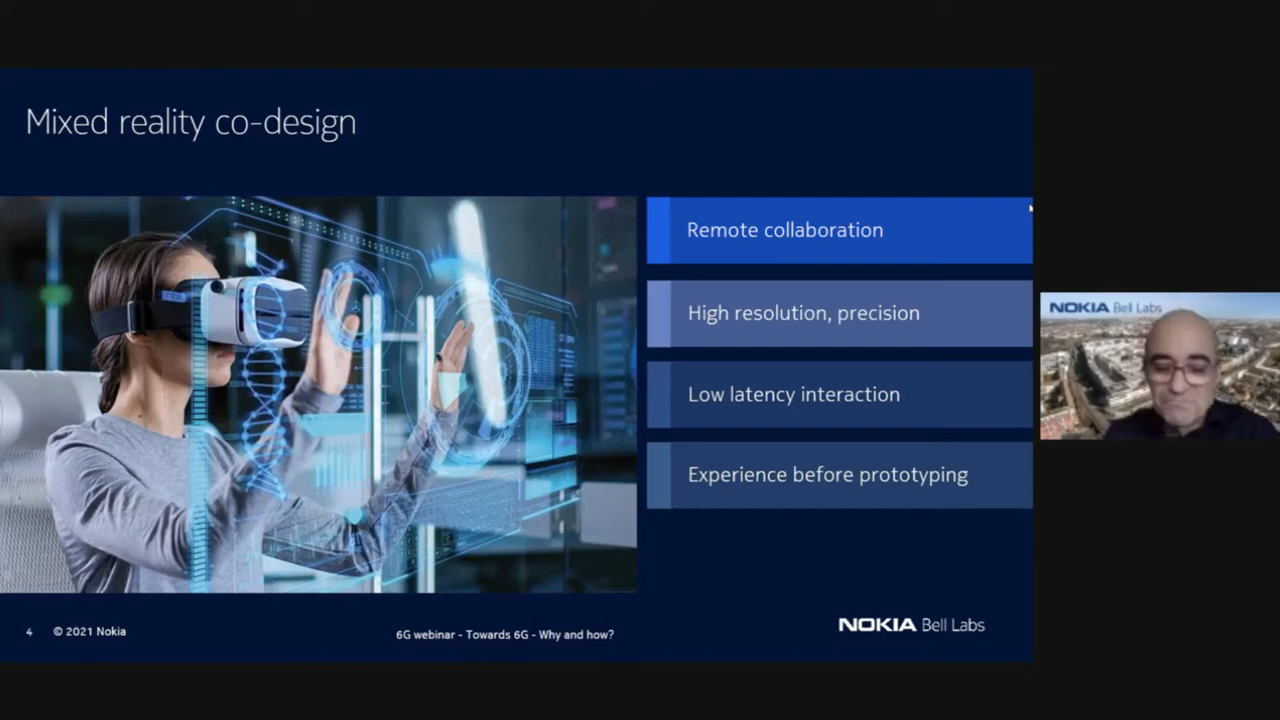 Mixed reality co-design
Remote collaboration
High resolution, precision
Low latency interaction
Experience before prototyping
4 © 2021 Nokia
6G webinar - Towards 6G - Why and how?
NOKIA Bell Labs
NOKIA Bell Labs